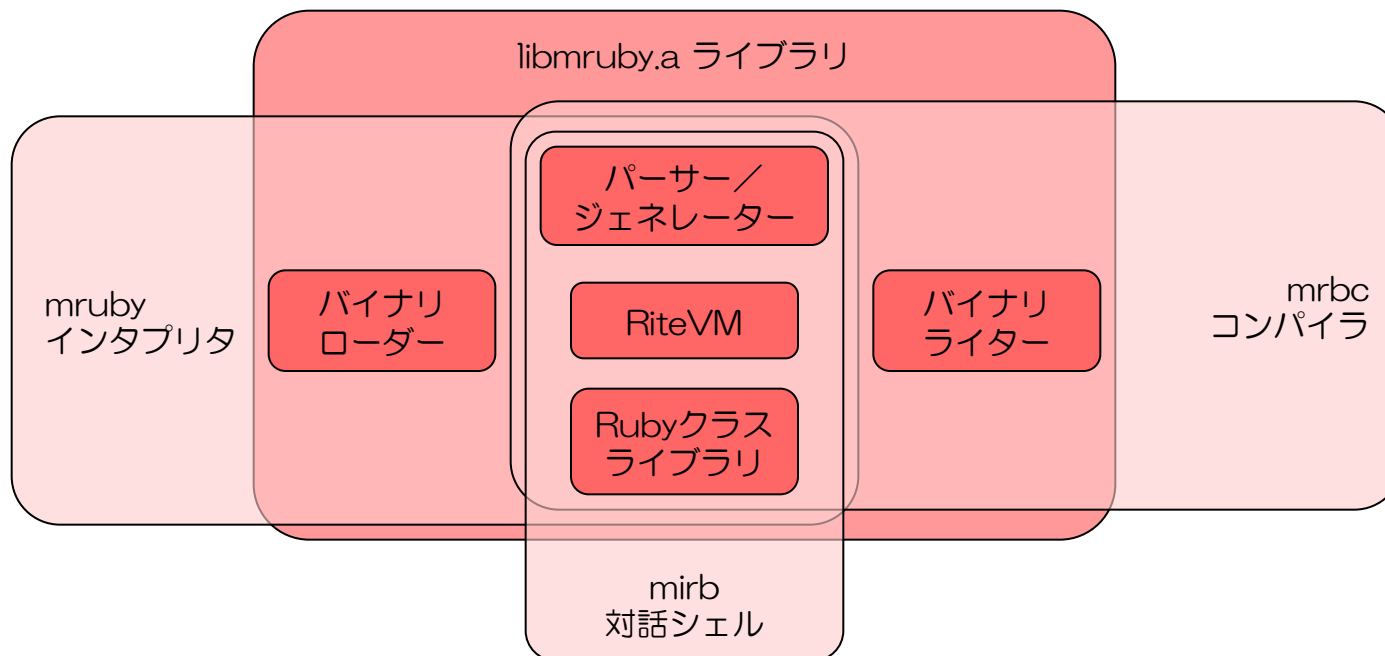 libmruby.a ライブラリ
パーサー／
ジェネレーター
mruby
インタプリタ
バイナリ
ローダー
RiteVM
バイナリ
ライター
mrbc
コンパイラ
Rubyクラス
ライブラリ
mirb
対話シェル